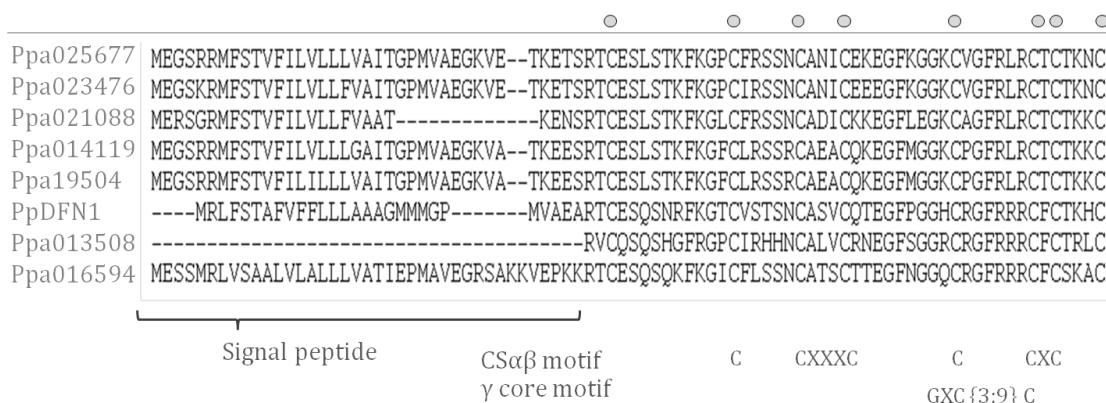 Ppa025677 MEGSRRMFSTVFILVLLLVAITGPMVAEGKVE--TKETSRTCESLSTKFKGPCFRSSNCANICEKEGFKGGKCVGFRLRCTCTKNC
Ppa023476 MEGSKRMFSTVFILVLLFVAITGPMVAEGKVE--TKETSRTCESLSTKFKGPCIRSSNCANICEEEGFKGGKCVGFRLRCTCTKNC
Ppa021088 MERSGRMFSTVFILVLLFVAAT--------------KENSRTCESLSTKFKGLCFRSSNCADICKKEGFLEGKCAGFRLRCTCTKKC
Ppa014119 MEGSRRMFSTVFILVLLLGAITGPMVAEGKVA--TKEESRTCESLSTKFKGFCLRSSRCAEACQKEGFMGGKCPGFRLRCTCTKKC
Ppa19504 MEGSRRMFSTVFILILLLVAITGPMVAEGKVA--TKEESRTCESLSTKFKGFCLRSSRCAEACQKEGFMGGKCPGFRLRCTCTKKC
PpDFN1 ----MRLFSTAFVFFLLLAAAGMMMGP-------MVAEARTCESQSNRFKGTCVSTSNCASVCQTEGFPGGHCRGFRRRCFCTKHC
Ppa013508 ---------------------------------------RVCQSQSHGFRGPCIRHHNCALVCRNEGFSGGRCRGFRRRCFCTRLC
Ppa016594 MESSMRLVSAALVLALLLVATIEPMAVEGRSAKKVEPKKRTCESQSQKFKGICFLSSNCATSCTTEGFNGGQCRGFRRRCFCSKAC
Signal peptide
CSαβ motif C CXXXC C CXC
γ core motif GXC {3:9} C